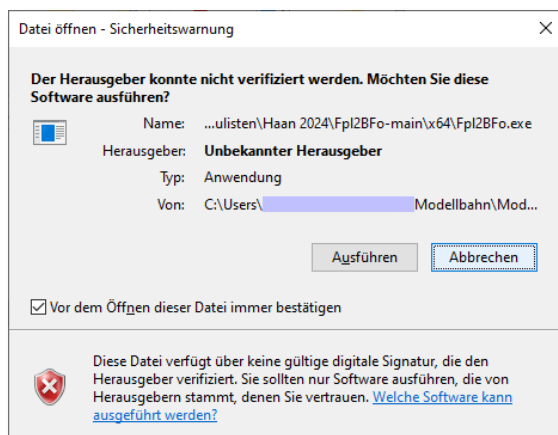 Datei öffnen - Sicherheitswarnung
Der Herausgeber konnte nicht verifiziert werden. Möchten Sie diese
Software ausführen?
Name: ...ulisten\Haan 2024\Fpl2BFo-main\x64\Fpl2BFo.exe
Herausgeber: Unbekannter Herausgeber
Typ: Anwendung
Von: C:\Users\ Modellbahn\Mod...
Ausführen Abbrechen
Vor dem Öffnen dieser Datei immer bestätigen
Diese Datei verfügt über keine gültige digitale Signatur, die den
Herausgeber verifiziert. Sie sollten nur Software ausführen, die von
Herausgebern stammt, denen Sie vertrauen. Welche Software kann
ausgeführt werden?